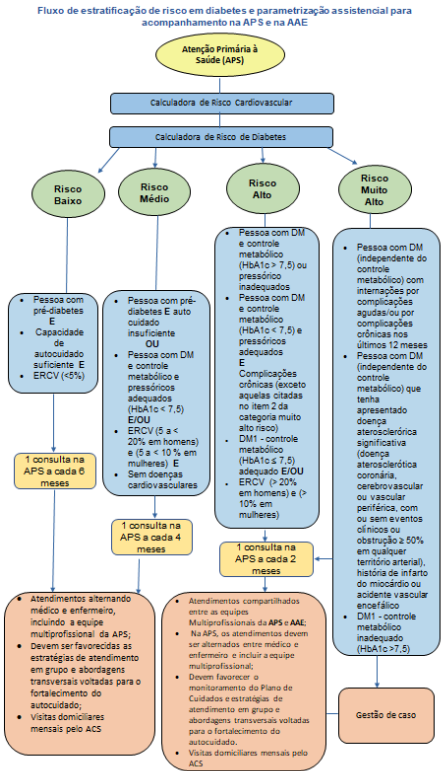 Fluxo de estratificação de risco em diabetes e parametrização assistencial para
acompanhamento na APS e na AAE
Atenção Primária à
Saúde (APS)
Calculadora de Risco Cardiovascular
Calculadora de Risco de Diabetes
Risco
Baixo
Risco
Médio
Risco
Alto
Risco
Muito
Alto
• Pessoa com
pré-diabetes
E
• Capacidade
de
autocuidado
suficiente E
• ERCV (<5%)
1 consulta na
APS a cada 6
meses
• Pessoa com pré-
diabetes E auto
cuidado
insuficiente
OU
• Pessoa com DM
e controle
metabólico e
pressóricos
adequados
(HbA1c < 7,5)
E/OU
• ERCV (5 a <
20% em homens)
e (5 a < 10 % em
mulheres) E
• Sem doenças
cardiovasculares
1 consulta na
APS a cada 4
meses
• Pessoa com DM
e controle
metabólico
(HbA1c > 7,5) ou
pressórico
inadequados
• Pessoa com DM
e controle
metabólico
(HbA1c < 7,5) e
pressóricos
adequados
E
Complicações
crônicas (exceto
aquelas citadas
no item 2 da
categoria muito
alto risco)
• DM1 - controle
metabólico
(HbA1c ≤ 7,5)
adequado E/OU
• ERCV (> 20%
em homens) e (>
10% em
mulheres)
1 consulta na
APS a cada 2
meses
• Pessoa com DM
(independente do
controle
metabólico) com
internações por
complicações
agudas/ou por
complicações
crônicas nos
últimos 12 meses
• Pessoa com DM
(independente do
controle
metabólico) que
tenha
apresentado
doença
aterosclerórica
significativa
(doença
aterosclerótica
coronária,
cerebrovascular
ou vascular
periférica, com
ou sem eventos
clínicos ou
obstrução ≥ 50%
em qualquer
território arterial),
história de infarto
do miocárdio ou
acidente vascular
encefálico
• DM1 - controle
metabólico
inadequado
(HbA1c >7,5)
• Atendimentos alternando
médico e enfermeiro,
incluindo a equipe
multiprofissional da APS;
• Devem ser favorecidas as
estratégias de atendimento
em grupo e abordagens
transversais voltadas para o
fortalecimento do
autocuidado;
• Visitas domiciliares
mensais pelo ACS
• Atendimentos compartilhados
entre as equipes
Multiprofissionais da APS e AAE;
• Na APS, os atendimentos devem
ser alternados entre médico e
enfermeiro e incluir a equipe
multiprofissional;
• Devem favorecer o
monitoramento do Plano de
Cuidados e estratégias de
atendimento em grupo e
abordagens transversais voltadas
para o fortalecimento do
autocuidado.
• Visitas domiciliares mensais pelo
ACS
Gestão de caso